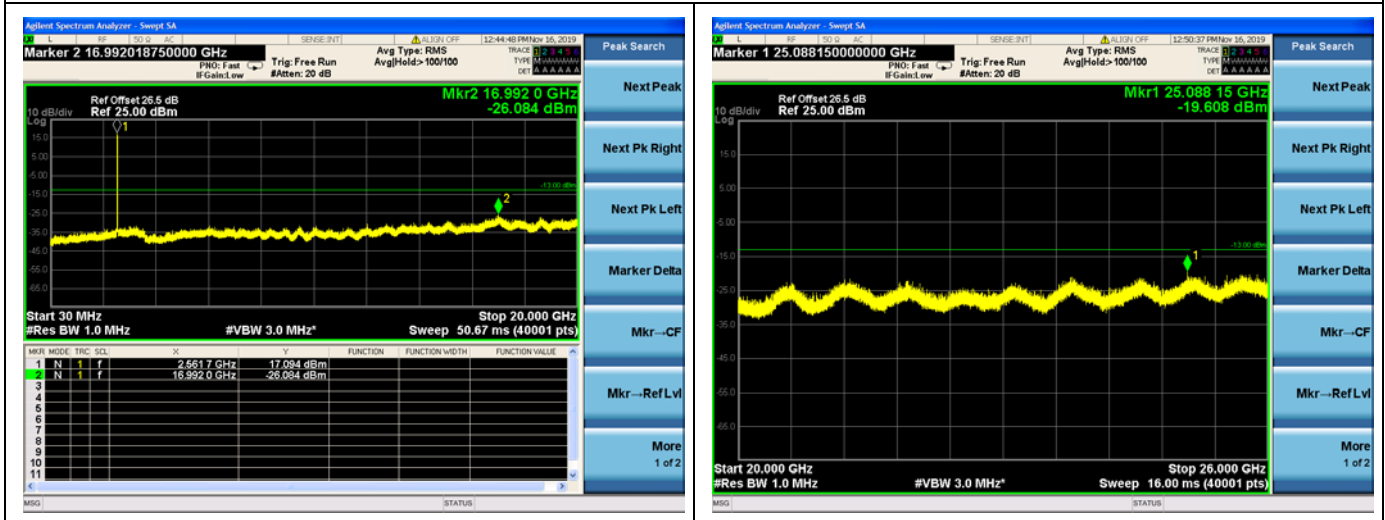 Agilent Spectrum Analyzer - Swept SA
L RF 50 Ω AC SENSE:INT ALIGN OFF 12:44:48 PM Nov 16, 2019
Marker 2 16.992018750000 GHz
PNO: Fast
IFGain:Low
Trig: Free Run
#Atten: 20 dB
Avg Type: RMS
Avg|Hold:>100/100
TRACE 1 2 3 4 5 6
TYPE M
DET A A A A A A
Peak Search
Ref Offset 26.5 dB
10 dB/div Ref 25.00 dBm
Log
Mkr2 16.992 0 GHz
-26.084 dBm
1
15.0
5.00
-5.00
-13.00 dBm
-15.0
2
-25.0
-35.0
-45.0
-55.0
-65.0
Start 30 MHz Stop 20.000 GHz
#Res BW 1.0 MHz #VBW 3.0 MHz* Sweep 50.67 ms (40001 pts)
MKR MODE TRC SCL X Y FUNCTION FUNCTION WIDTH FUNCTION VALUE
1 N 1 f 2.561 7 GHz 17.094 dBm
2 N 1 f 16.992 0 GHz -26.084 dBm
3
4
5
6
7
8
9
10
11
MSG STATUS
Next Peak
Next Pk Right
Next Pk Left
Marker Delta
Mkr→CF
Mkr→Ref Lvl
More
1 of 2
Agilent Spectrum Analyzer - Swept SA
L RF 50 Ω AC SENSE:INT ALIGN OFF 12:50:37 PM Nov 16, 2019
Marker 1 25.088150000000 GHz
PNO: Fast
IFGain:Low
Trig: Free Run
#Atten: 20 dB
Avg Type: RMS
Avg|Hold:>100/100
TRACE 1 2 3 4 5 6
TYPE M
DET A A A A A A
Peak Search
Ref Offset 26.5 dB
10 dB/div Ref 25.00 dBm
Log
Mkr1 25.088 15 GHz
-19.608 dBm
15.0
5.00
-5.00
-13.00 dBm
-15.0
1
-25.0
-35.0
-45.0
-55.0
-65.0
Start 20.000 GHz Stop 26.000 GHz
#Res BW 1.0 MHz #VBW 3.0 MHz* Sweep 16.00 ms (40001 pts)
MSG STATUS
Next Peak
Next Pk Right
Next Pk Left
Marker Delta
Mkr→CF
Mkr→Ref Lvl
More
1 of 2